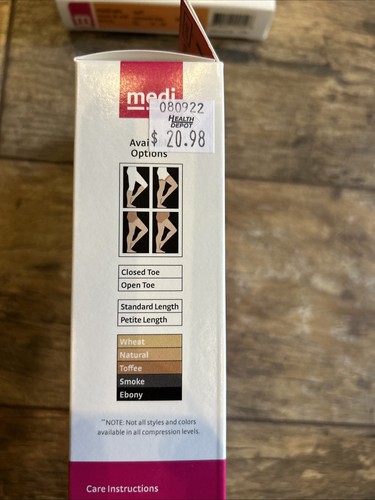 medi
080922
HEALTH
DEPOT
$ 20.98
Options
Closed Toe
Open Toe
Standard Length
Petite Length
Wheat
Natural
Toffee
Smoke
Ebony
**NOTE: Not all styles and colors
available in all compression levels.
Care Instructions